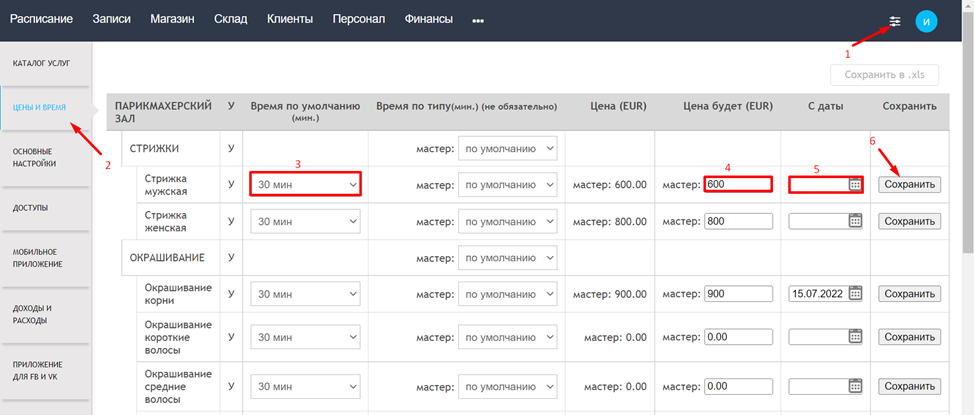 Расписание Записи Магазин Склад Клиенты Персонал Финансы •••
И
1
КАТАЛОГ УСЛУГ
Сохранить в .xls
ЦЕНЫ И ВРЕМЯ
2
ПАРИКМАХЕРСКИЙ ЗАЛ У Время по умолчанию (мин.) Время по типу(мин.) (не обязательно) Цена (EUR) Цена будет (EUR) С даты Сохранить
СТРИЖКИ У мастер: по умолчанию
3 4 5 6
Стрижка мужская У 30 мин мастер: по умолчанию мастер: 600.00 мастер: 600 Сохранить
Стрижка женская У 30 мин мастер: по умолчанию мастер: 800.00 мастер: 800 Сохранить
ОКРАШИВАНИЕ У мастер: по умолчанию
Окрашивание корни У 30 мин мастер: по умолчанию мастер: 900.00 мастер: 900 15.07.2022 Сохранить
Окрашивание короткие волосы У 30 мин мастер: по умолчанию мастер: 0.00 мастер: 0.00 Сохранить
Окрашивание средние волосы У 30 мин мастер: по умолчанию мастер: 0.00 мастер: 0.00 Сохранить
ОСНОВНЫЕ
НАСТРОЙКИ
ДОСТУПЫ
МОБИЛЬНОЕ
ПРИЛОЖЕНИЕ
ДОХОДЫ И
РАСХОДЫ
ПРИЛОЖЕНИЕ
ДЛЯ FB И VK